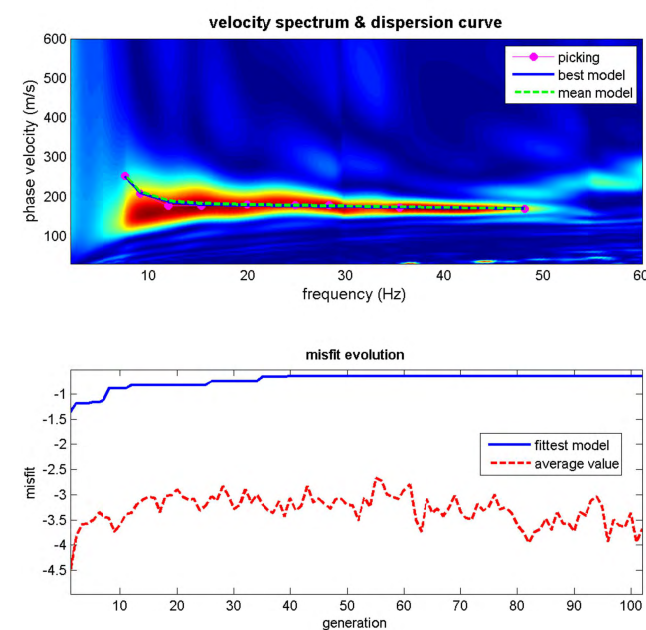 velocity spectrum & dispersion curve
600
500
400
300
200
100
phase velocity (m/s)
picking
best model
mean model
10
20
30
40
50
60
frequency (Hz)
misfit evolution
-1
-1.5
-2
-2.5
-3
-3.5
-4
-4.5
misfit
fittest model
average value
10
20
30
40
50
60
70
80
90
100
generation